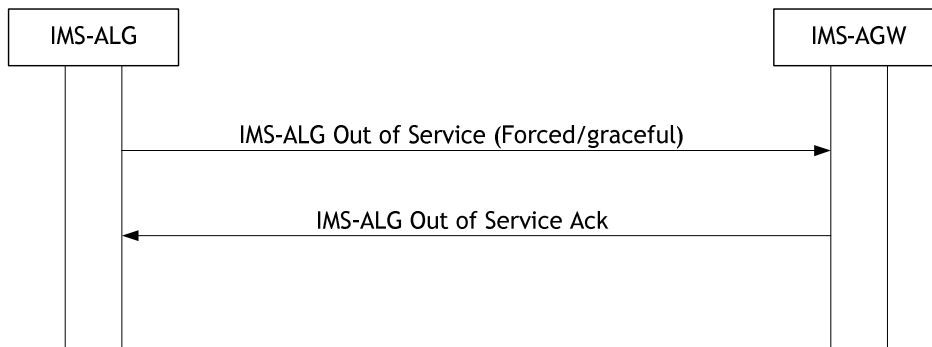 IMS-ALG
IMS-AGW
IMS-ALG Out of Service (Forced/graceful)
IMS-ALG Out of Service Ack